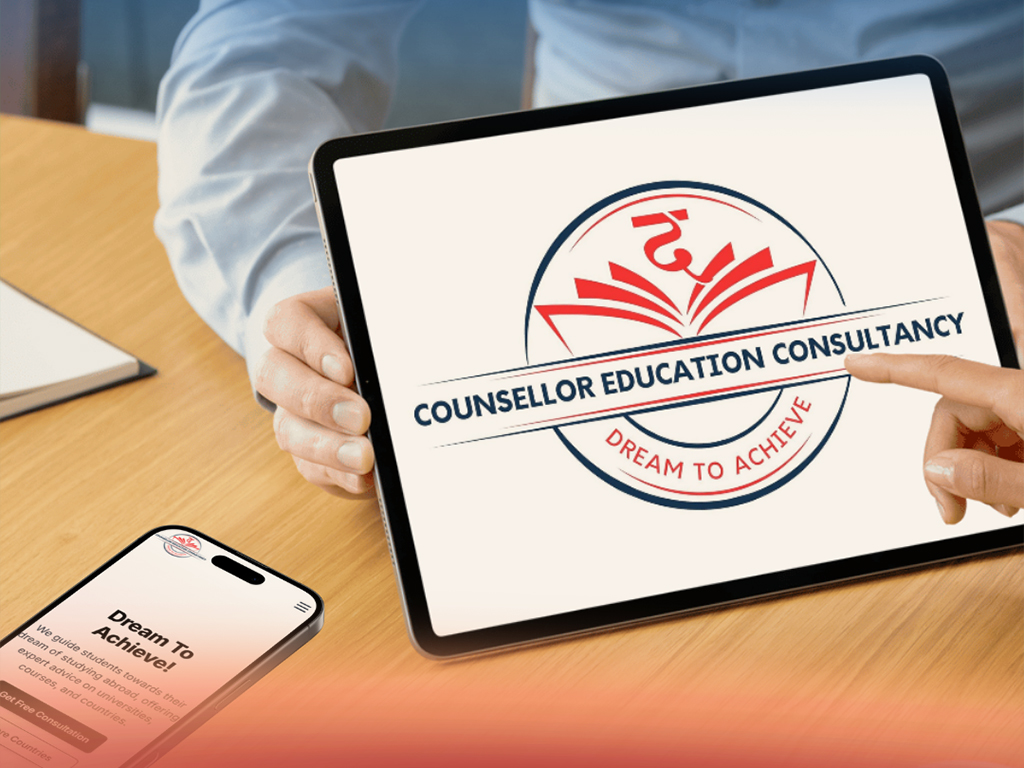 COUNSELLOR EDUCATION CONSULTANCY
DREAM TO ACHIEVE
Dream To
Achieve!
We guide students towards their
dream of studying abroad, offering
expert advice on universities,
courses, and countries.
Get Free Consultation
Countries